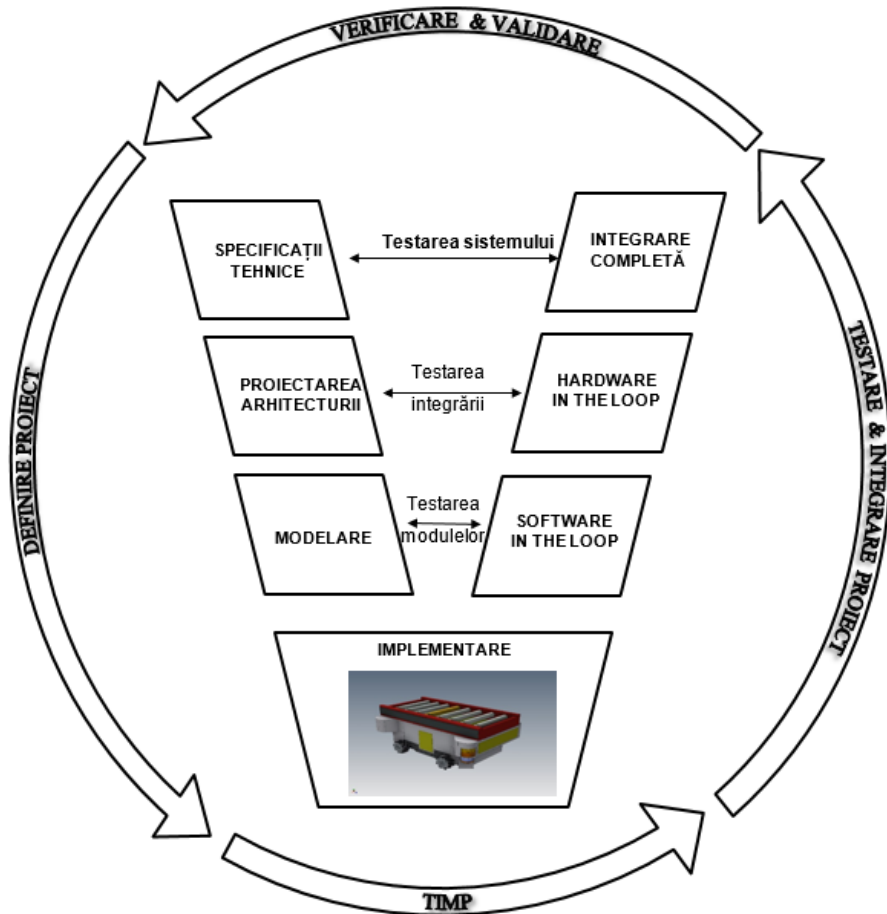 VERIFICARE & VALIDARE
SPECIFICAȚII
TEHNICE
Testarea sistemului
INTEGRARE
COMPLETĂ
PROIECTAREA
ARHITECTURII
Testarea
integrării
HARDWARE
IN THE LOOP
MODELARE
Testarea
modulelor
SOFTWARE
IN THE LOOP
IMPLEMENTARE
DEFINIRE PROIECT
TESTARE & INTEGRARE PROIECT
TIMP